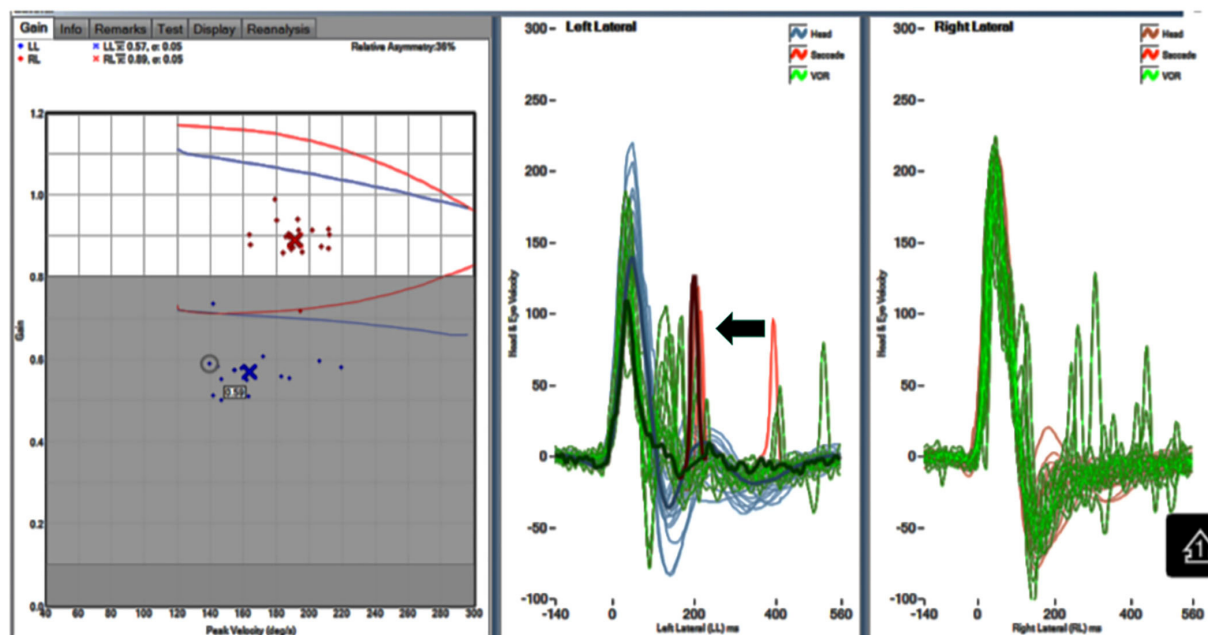 Gain Info Remarks Test Display Reanalysis
LL LL x̄: 0.57, σ: 0.05 Relative Asymmetry:36%
RL RL x̄: 0.89, σ: 0.05
1.2
1.0
0.8
0.6
0.4
0.2
0.0
Gain
0.59
40 60 80 100 120 140 160 180 200 220 240 260 280 300
Peak Velocity (deg/s)
Left Lateral
Head
Saccade
VOR
300
250
200
150
100
50
0
-50
-100
Head & Eye Velocity
-140 0 200 400 560
Left Lateral (LL) ms
Right Lateral
Head
Saccade
VOR
300
250
200
150
100
50
0
-50
-100
Head & Eye Velocity
-140 0 200 400 560
Right Lateral (RL) ms
1